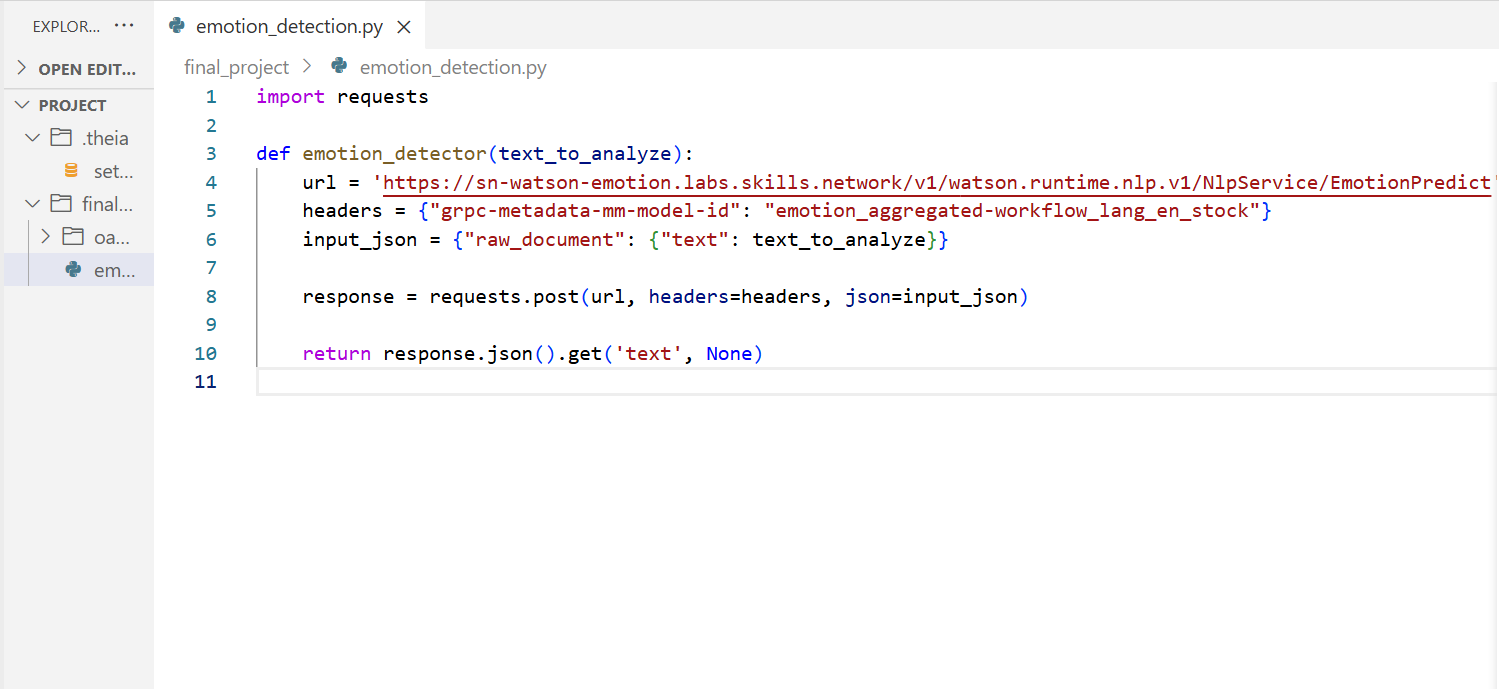 EXPLOR... ···
OPEN EDIT...
PROJECT
.theia
set...
final...
oa...
em...
emotion_detection.py
final_project > emotion_detection.py
1 import requests
2
3 def emotion_detector(text_to_analyze):
4 url = 'https://sn-watson-emotion.labs.skills.network/v1/watson.runtime.nlp.v1/NlpService/EmotionPredict'
5 headers = {"grpc-metadata-mm-model-id": "emotion_aggregated-workflow_lang_en_stock"}
6 input_json = {"raw_document": {"text": text_to_analyze}}
7
8 response = requests.post(url, headers=headers, json=input_json)
9
10 return response.json().get('text', None)
11